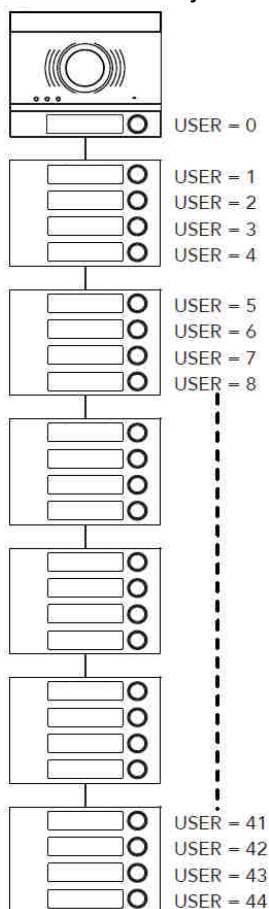 USER = 0
USER = 1
USER = 2
USER = 3
USER = 4
USER = 5
USER = 6
USER = 7
USER = 8
USER = 41
USER = 42
USER = 43
USER = 44